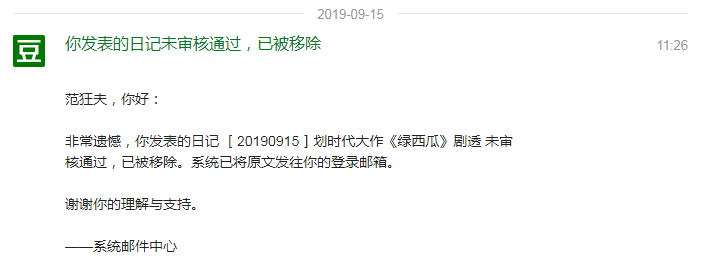 2019-09-15
豆
你发表的日记未审核通过，已被移除
11:26
范狂夫，你好：
非常遗憾，你发表的日记 [ 20190915 ] 划时代大作《绿西瓜》剧透 未审
核通过，已被移除。系统已将原文发往你的登录邮箱。
谢谢你的理解与支持。
——系统邮件中心